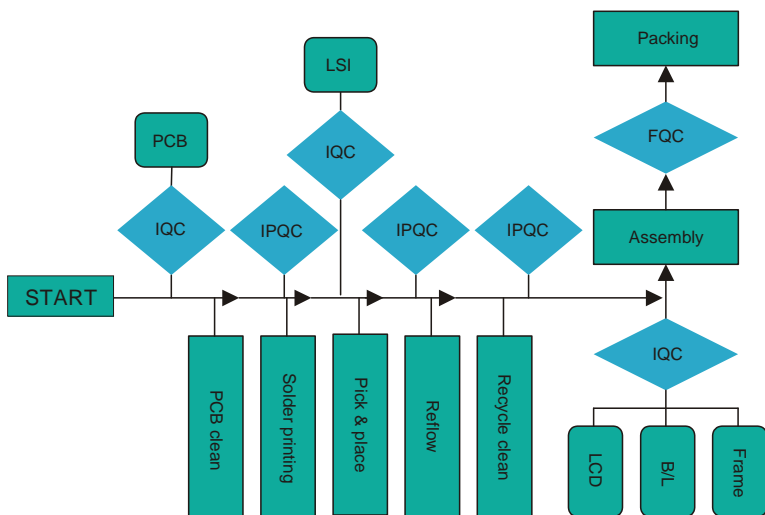 Packing
LSI
PCB
FQC
IQC
IQC
IPQC
IPQC
IPQC
Assembly
START
IQC
PCB clean
Solder printing
Pick & place
Reflow
Recycle clean
LCD
B/L
Frame